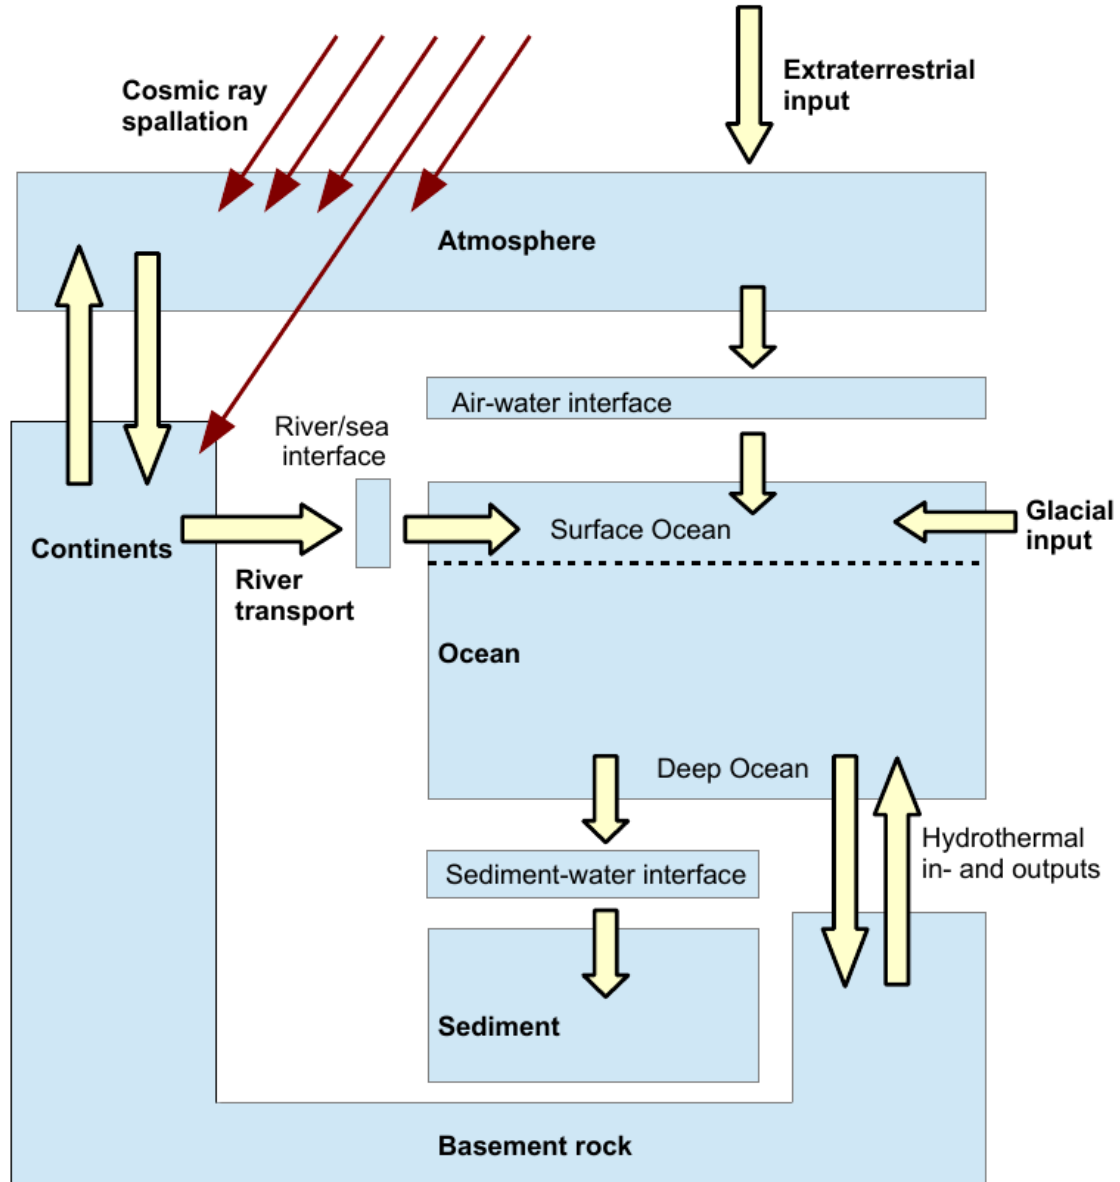 Cosmic ray
spallation
Extraterrestrial
input
Atmosphere
Air-water interface
River/sea
interface
Surface Ocean
Glacial
input
Continents
River
transport
Ocean
Deep Ocean
Hydrothermal
in- and outputs
Sediment-water interface
Sediment
Basement rock